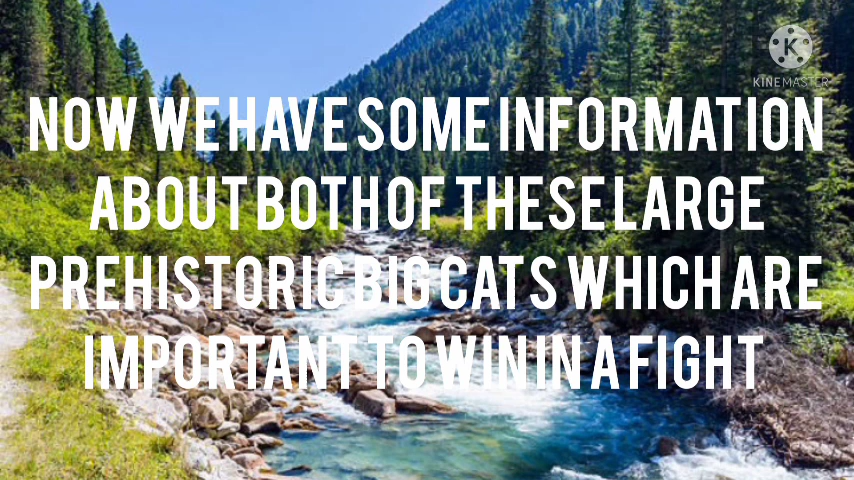 KINEMASTER
NOW WE HAVE SOME INFORMATION
ABOUT BOTH OF THESE LARGE
PREHISTORIC BIG CATS WHICH ARE
IMPORTANT TO WIN IN A FIGHT